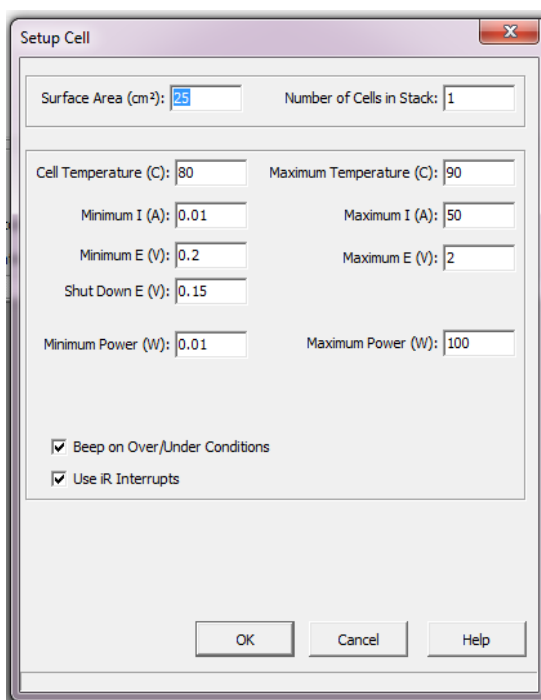 Setup Cell
Surface Area (cm²): 25 Number of Cells in Stack: 1
Cell Temperature (C): 80 Maximum Temperature (C): 90
Minimum I (A): 0.01 Maximum I (A): 50
Minimum E (V): 0.2 Maximum E (V): 2
Shut Down E (V): 0.15
Minimum Power (W): 0.01 Maximum Power (W): 100
Beep on Over/Under Conditions
Use iR Interrupts
OK Cancel Help